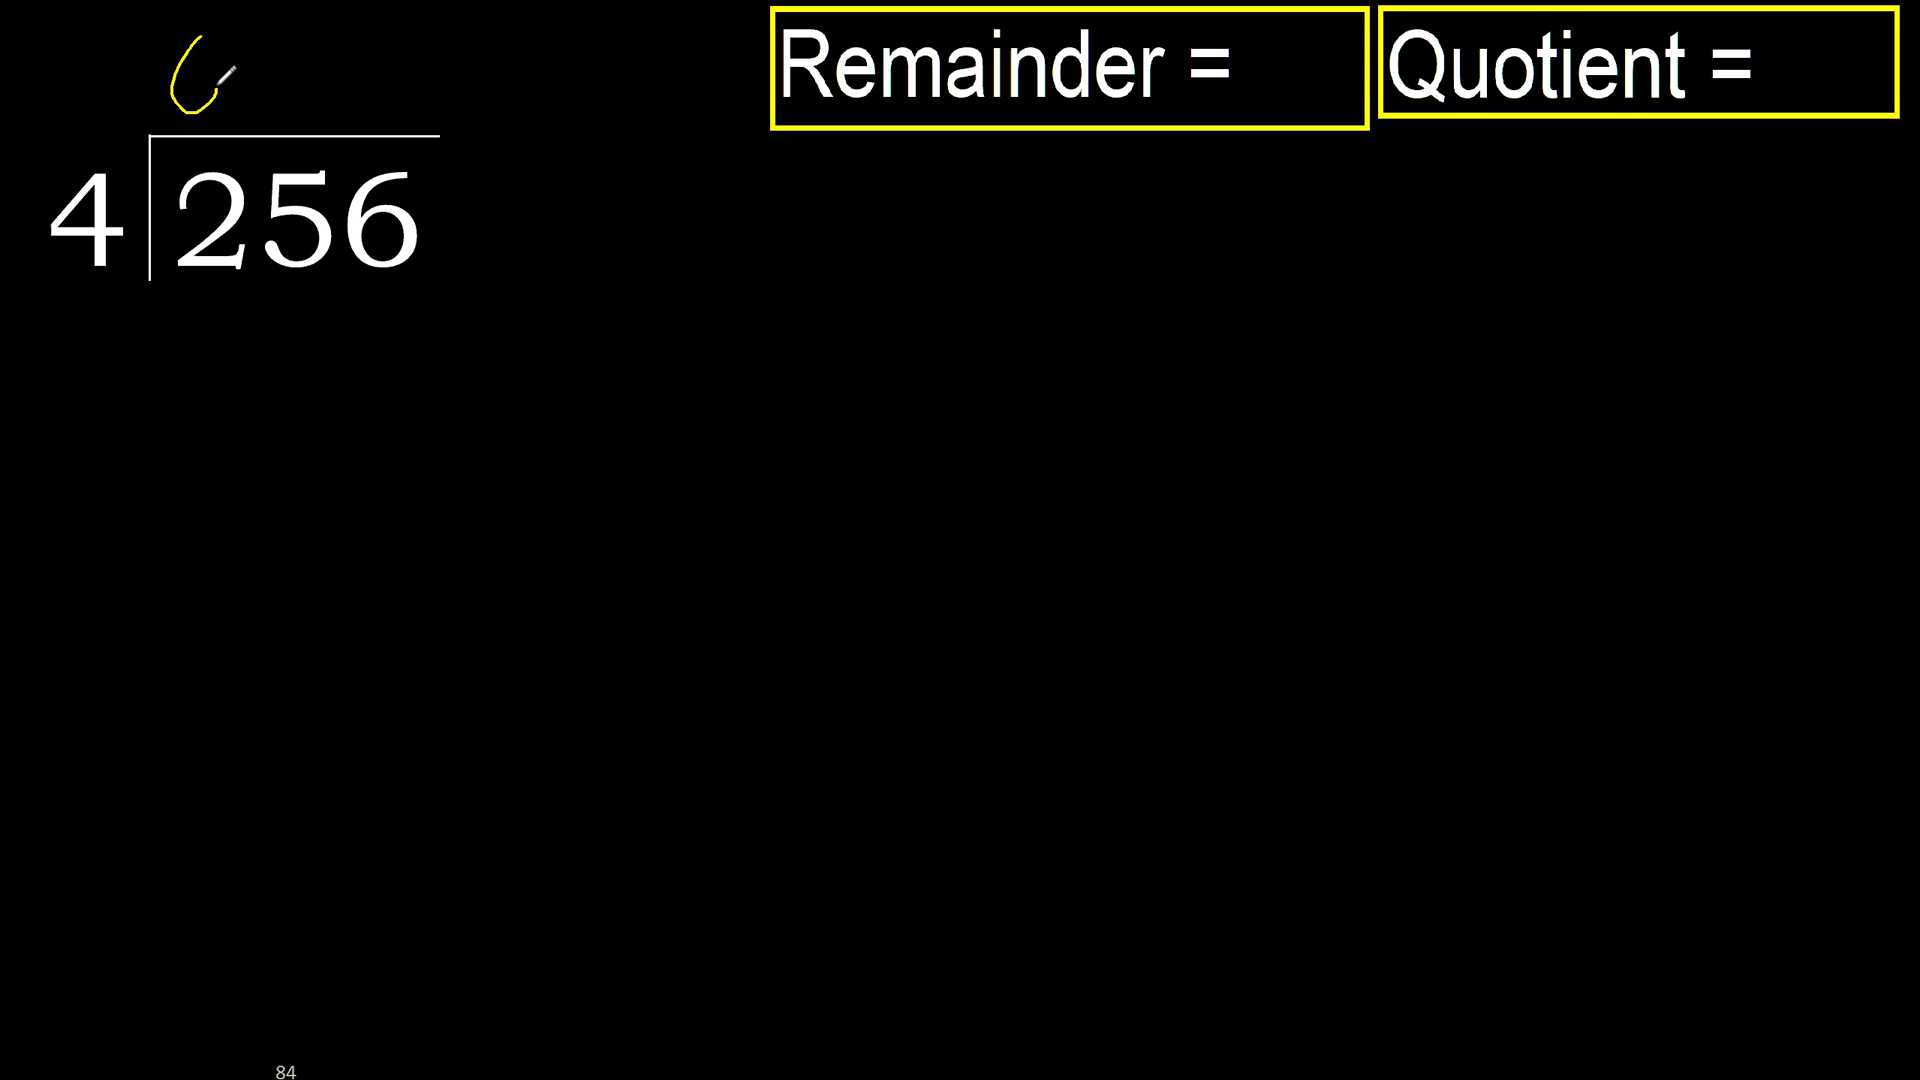 Remainder = Quotient =
4 256
84